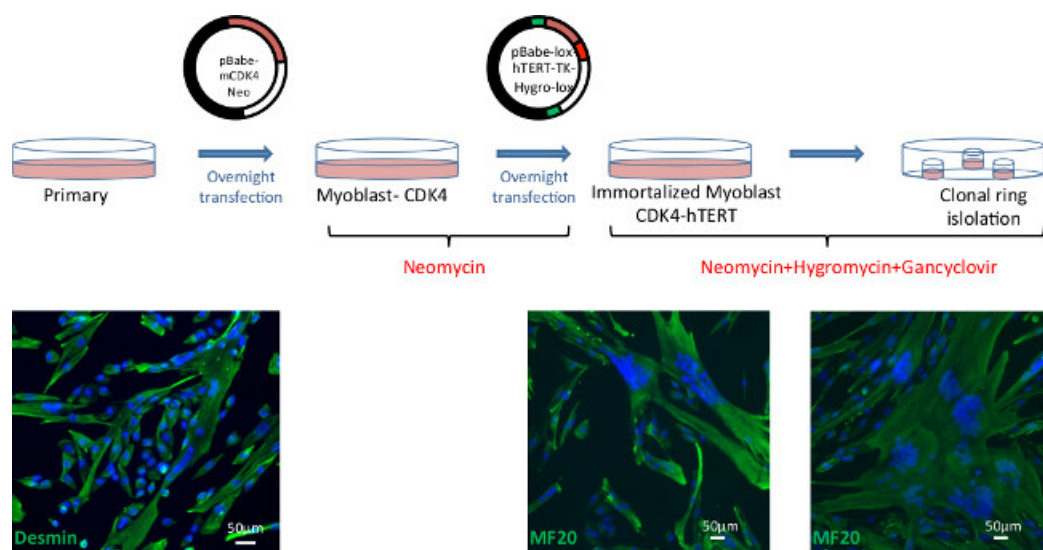 pBabe-
mCDK4
Neo
pBabe-lox-
hTERT-TK-
Hygro-lox
Primary
Overnight
transfection
Myoblast- CDK4
Overnight
transfection
Immortalized Myoblast
CDK4-hTERT
Clonal ring
islolation
Neomycin
Neomycin+Hygromycin+Gancyclovir
Desmin
50µm
MF20
50µm
MF20
50µm